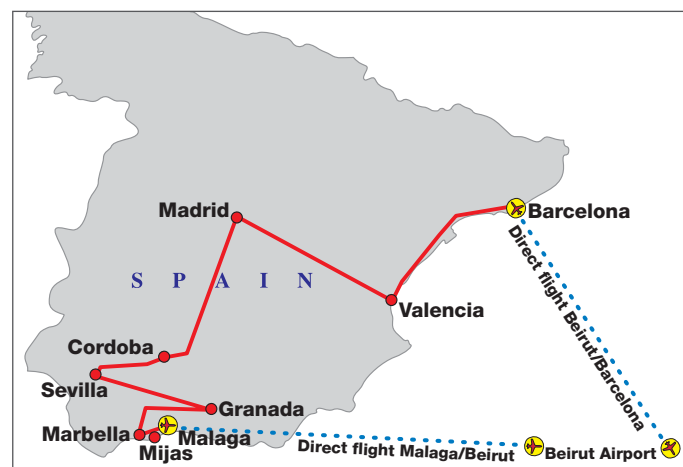 Madrid
Barcelona
Direct flight Beirut/Barcelona
S P A I N
Valencia
Cordoba
Sevilla
Granada
Marbella
Malaga
Mijas
Direct flight Malaga/Beirut
Beirut Airport